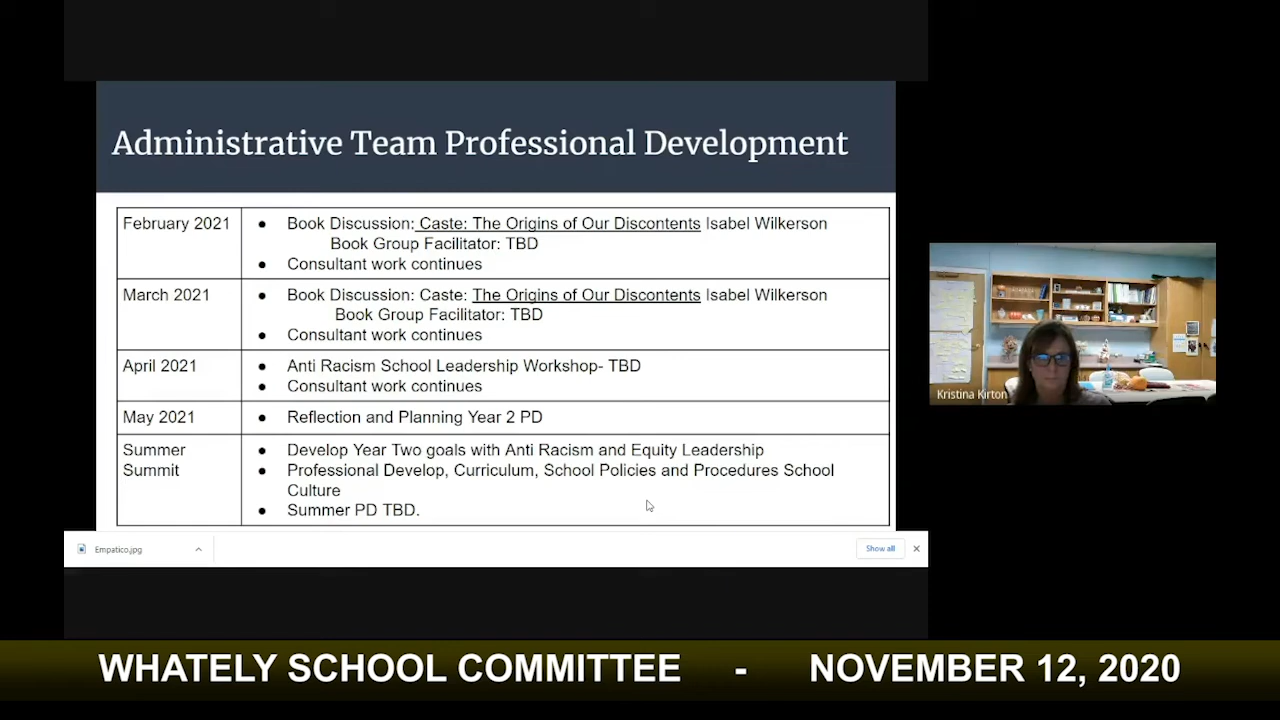 Administrative Team Professional Development
February 2021
● Book Discussion: Caste: The Origins of Our Discontents Isabel Wilkerson
Book Group Facilitator: TBD
● Consultant work continues
March 2021
● Book Discussion: Caste: The Origins of Our Discontents Isabel Wilkerson
Book Group Facilitator: TBD
● Consultant work continues
April 2021
● Anti Racism School Leadership Workshop- TBD
● Consultant work continues
May 2021
● Reflection and Planning Year 2 PD
Summer
Summit
● Develop Year Two goals with Anti Racism and Equity Leadership
● Professional Develop, Curriculum, School Policies and Procedures School
Culture
● Summer PD TBD.
Empatico.jpg
Show all
Kristina Kirton
WHATELY SCHOOL COMMITTEE - NOVEMBER 12, 2020